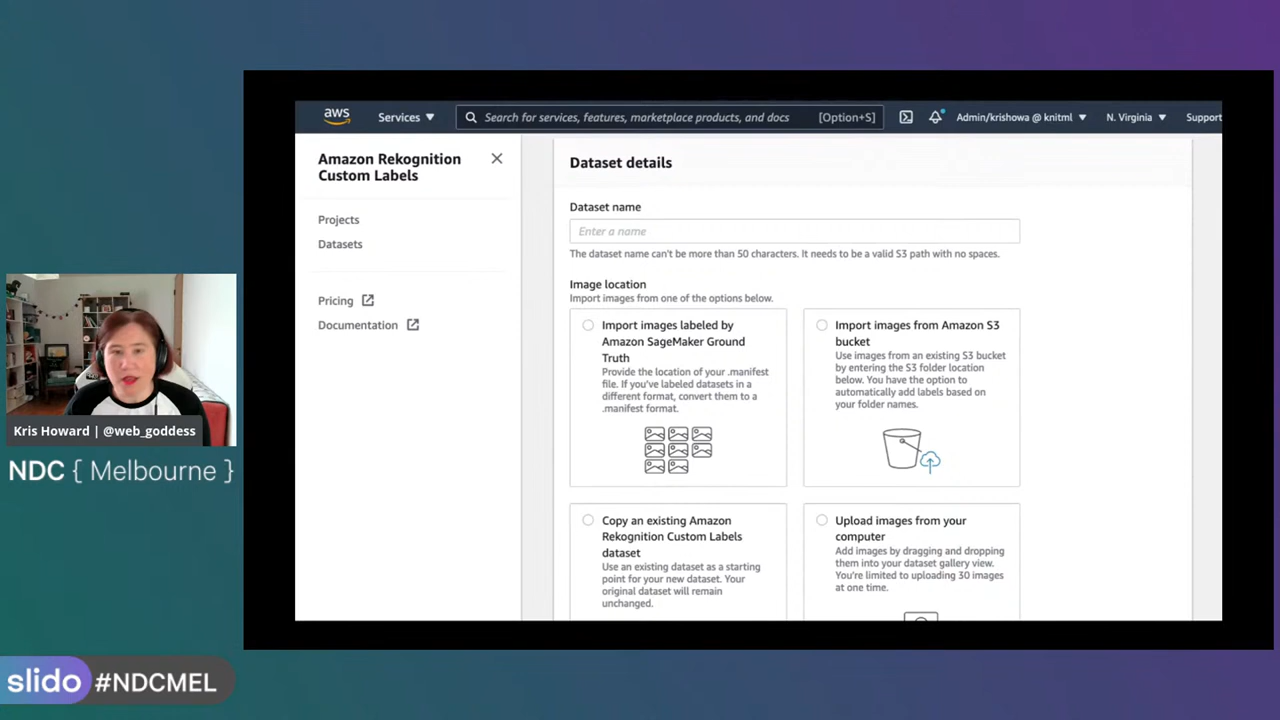 aws
Services ▼
Search for services, features, marketplace products, and docs
[Option+S]
Admin/krishowa @ knitml ▼
N. Virginia ▼
Support
Amazon Rekognition
Custom Labels
Projects
Datasets
Pricing
Documentation
Dataset details
Dataset name
Enter a name
The dataset name can't be more than 50 characters. It needs to be a valid S3 path with no spaces.
Image location
Import images from one of the options below.
Import images labeled by
Amazon SageMaker Ground
Truth
Provide the location of your .manifest
file. If you've labeled datasets in a
different format, convert them to a
.manifest format.
Import images from Amazon S3
bucket
Use images from an existing S3 bucket
by entering the S3 folder location
below. You have the option to
automatically add labels based on
your folder names.
Copy an existing Amazon
Rekognition Custom Labels
dataset
Use an existing dataset as a starting
point for your new dataset. Your
original dataset will remain
unchanged.
Upload images from your
computer
Add images by dragging and dropping
them into your dataset gallery view.
You're limited to uploading 30 images
at one time.
Kris Howard | @web_goddess
NDC { Melbourne }
slido #NDCMEL